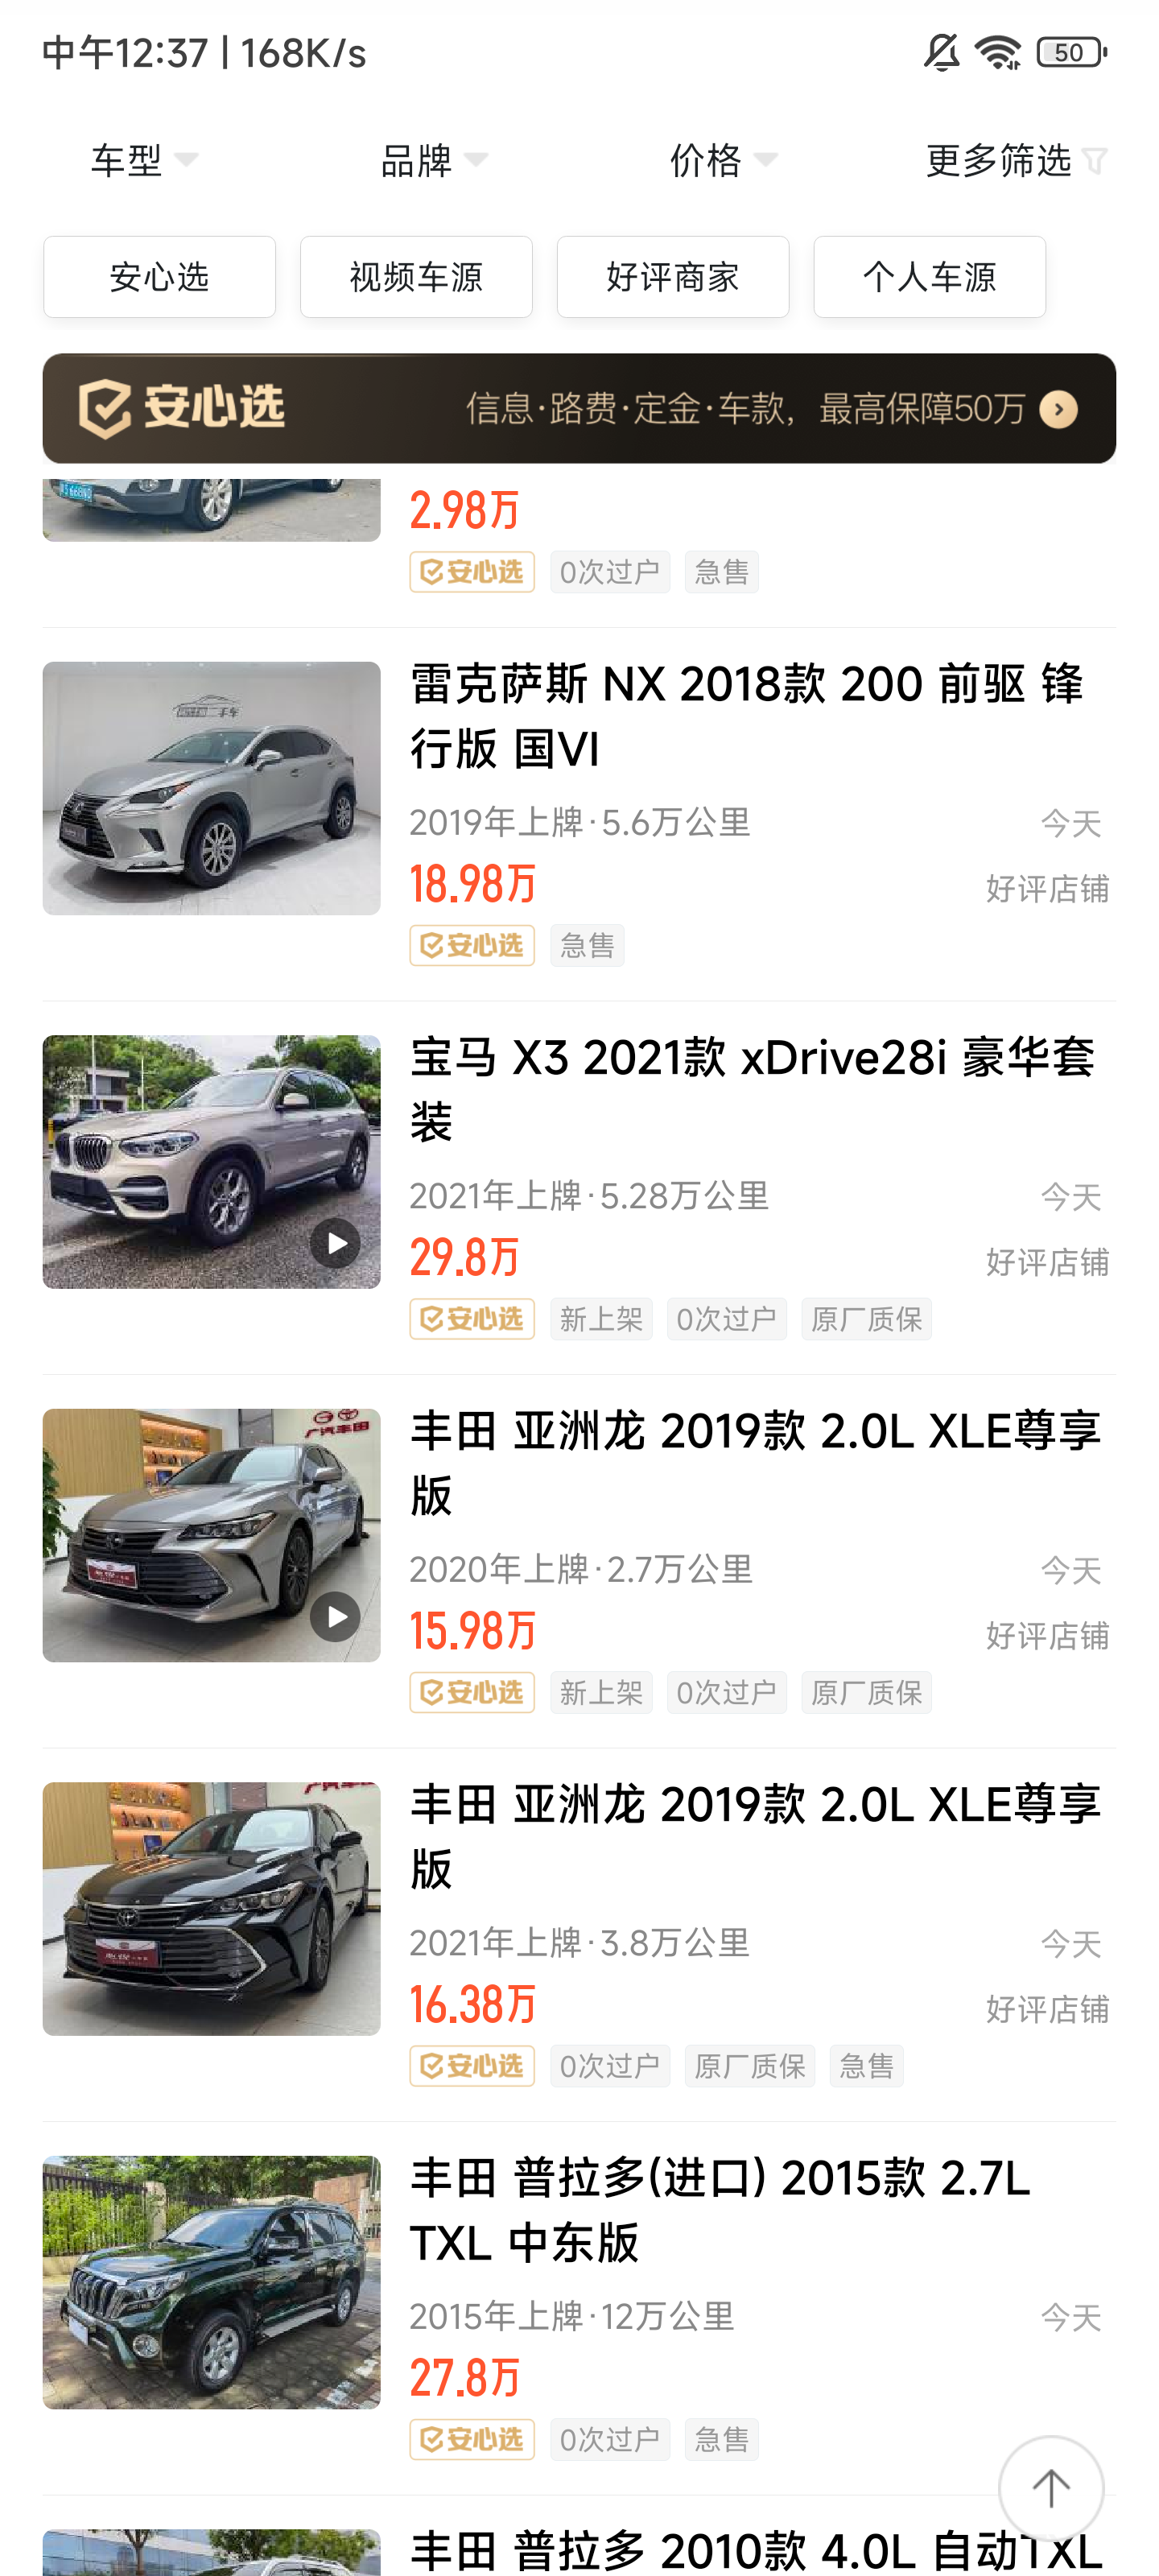 中午12:37 | 168K/s
50
车型 品牌 价格 更多筛选
安心选 视频车源 好评商家 个人车源
安心选 信息·路费·定金·车款，最高保障50万
2.98万
安心选 0次过户 急售
雷克萨斯 NX 2018款 200 前驱 锋
行版 国VI
2019年上牌·5.6万公里 今天
18.98万 好评店铺
安心选 急售
宝马 X3 2021款 xDrive28i 豪华套
装
2021年上牌·5.28万公里 今天
29.8万 好评店铺
安心选 新上架 0次过户 原厂质保
广汽丰田
丰田 亚洲龙 2019款 2.0L XLE尊享
版
2020年上牌·2.7万公里 今天
15.98万 好评店铺
安心选 新上架 0次过户 原厂质保
丰田 亚洲龙 2019款 2.0L XLE尊享
版
2021年上牌·3.8万公里 今天
16.38万 好评店铺
安心选 0次过户 原厂质保 急售
丰田 普拉多(进口) 2015款 2.7L
TXL 中东版
2015年上牌·12万公里 今天
27.8万
安心选 0次过户 急售
丰田 普拉多 2010款 4.0L 自动TXL